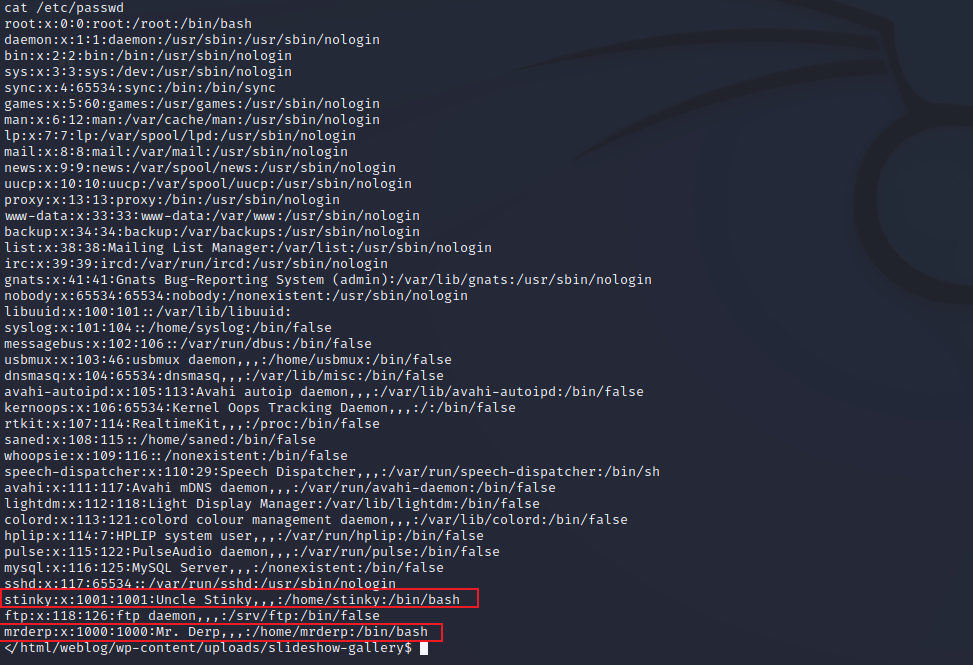 cat /etc/passwd
root:x:0:0:root:/root:/bin/bash
daemon:x:1:1:daemon:/usr/sbin:/usr/sbin/nologin
bin:x:2:2:bin:/bin:/usr/sbin/nologin
sys:x:3:3:sys:/dev:/usr/sbin/nologin
sync:x:4:65534:sync:/bin:/bin/sync
games:x:5:60:games:/usr/games:/usr/sbin/nologin
man:x:6:12:man:/var/cache/man:/usr/sbin/nologin
lp:x:7:7:lp:/var/spool/lpd:/usr/sbin/nologin
mail:x:8:8:mail:/var/mail:/usr/sbin/nologin
news:x:9:9:news:/var/spool/news:/usr/sbin/nologin
uucp:x:10:10:uucp:/var/spool/uucp:/usr/sbin/nologin
proxy:x:13:13:proxy:/bin:/usr/sbin/nologin
www-data:x:33:33:www-data:/var/www:/usr/sbin/nologin
backup:x:34:34:backup:/var/backups:/usr/sbin/nologin
list:x:38:38:Mailing List Manager:/var/list:/usr/sbin/nologin
irc:x:39:39:ircd:/var/run/ircd:/usr/sbin/nologin
gnats:x:41:41:Gnats Bug-Reporting System (admin):/var/lib/gnats:/usr/sbin/nologin
nobody:x:65534:65534:nobody:/nonexistent:/usr/sbin/nologin
libuuid:x:100:101::/var/lib/libuuid:
syslog:x:101:104::/home/syslog:/bin/false
messagebus:x:102:106::/var/run/dbus:/bin/false
usbmux:x:103:46:usbmux daemon,,,:/home/usbmux:/bin/false
dnsmasq:x:104:65534:dnsmasq,,,:/var/lib/misc:/bin/false
avahi-autoipd:x:105:113:Avahi autoip daemon,,,:/var/lib/avahi-autoipd:/bin/false
kernoops:x:106:65534:Kernel Oops Tracking Daemon,,,:/:/bin/false
rtkit:x:107:114:RealtimeKit,,,:/proc:/bin/false
saned:x:108:115::/home/saned:/bin/false
whoopsie:x:109:116::/nonexistent:/bin/false
speech-dispatcher:x:110:29:Speech Dispatcher,,,:/var/run/speech-dispatcher:/bin/sh
avahi:x:111:117:Avahi mDNS daemon,,,:/var/run/avahi-daemon:/bin/false
lightdm:x:112:118:Light Display Manager:/var/lib/lightdm:/bin/false
colord:x:113:121:colord colour management daemon,,,:/var/lib/colord:/bin/false
hplip:x:114:7:HPLIP system user,,,:/var/run/hplip:/bin/false
pulse:x:115:122:PulseAudio daemon,,,:/var/run/pulse:/bin/false
mysql:x:116:125:MySQL Server,,,:/nonexistent:/bin/false
sshd:x:117:65534::/var/run/sshd:/usr/sbin/nologin
stinky:x:1001:1001:Uncle Stinky,,,:/home/stinky:/bin/bash
ftp:x:118:126:ftp daemon,,,:/srv/ftp:/bin/false
mrderp:x:1000:1000:Mr. Derp,,,:/home/mrderp:/bin/bash
</html/weblog/wp-content/uploads/slideshow-gallery$